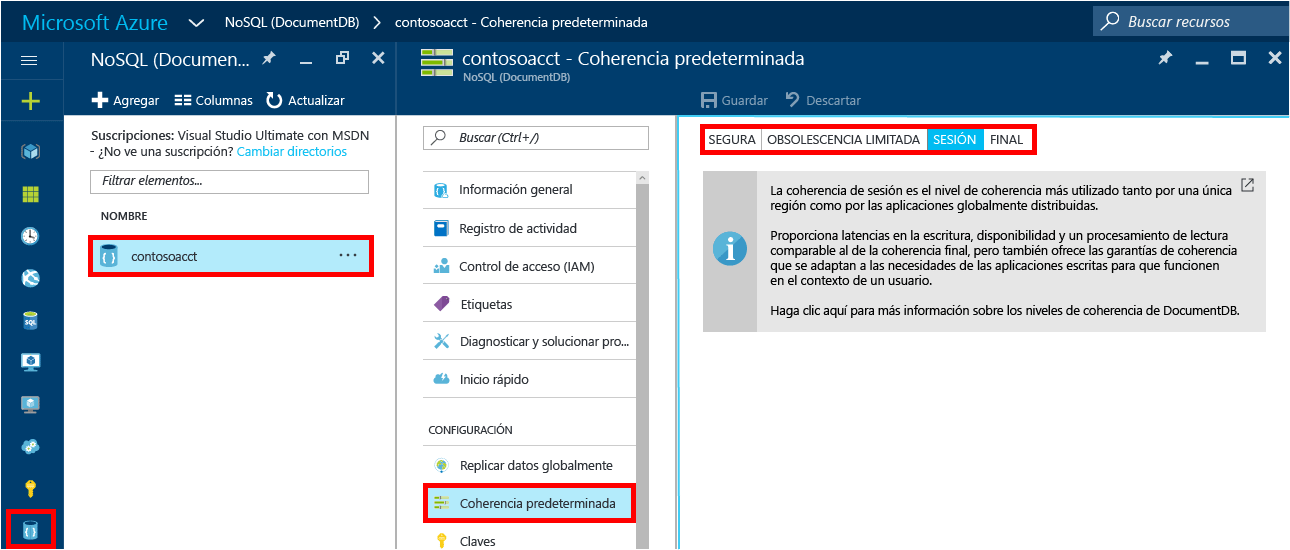 Microsoft Azure NoSQL (DocumentDB) > contosoacct - Coherencia predeterminada Buscar recursos
NoSQL (Documen...
Agregar Columnas Actualizar
Suscripciones: Visual Studio Ultimate con MSDN
- ¿No ve una suscripción? Cambiar directorios
Filtrar elementos...
NOMBRE
contosoacct ...
contosoacct - Coherencia predeterminada
NoSQL (DocumentDB)
Guardar Descartar
Buscar (Ctrl+/)
Información general
Registro de actividad
Control de acceso (IAM)
Etiquetas
Diagnosticar y solucionar pro...
Inicio rápido
CONFIGURACIÓN
Replicar datos globalmente
Coherencia predeterminada
Claves
SEGURA OBSOLESCENCIA LIMITADA SESIÓN FINAL
La coherencia de sesión es el nivel de coherencia más utilizado tanto por una única
región como por las aplicaciones globalmente distribuidas.
Proporciona latencias en la escritura, disponibilidad y un procesamiento de lectura
comparable al de la coherencia final, pero también ofrece las garantías de coherencia
que se adaptan a las necesidades de las aplicaciones escritas para que funcionen
en el contexto de un usuario.
Haga clic aquí para más información sobre los niveles de coherencia de DocumentDB.
SQL